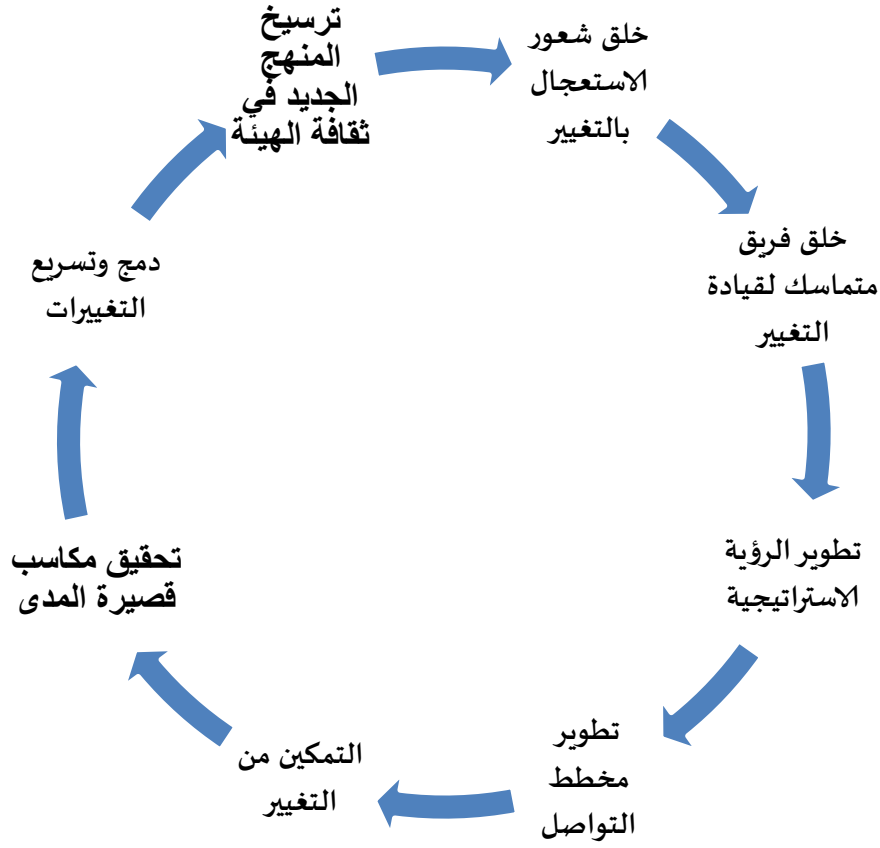 خلق شعور
الاستعجال
بالتغيير
خلق فريق
متماسك لقيادة
التغيير
تطوير الرؤية
الاستراتيجية
تطوير
مخطط
التواصل
التمكين من
التغيير
تحقيق مكاسب
قصيرة المدى
دمج وتسريع
التغييرات
ترسيخ
المنهج
الجديد في
ثقافة الهيئة